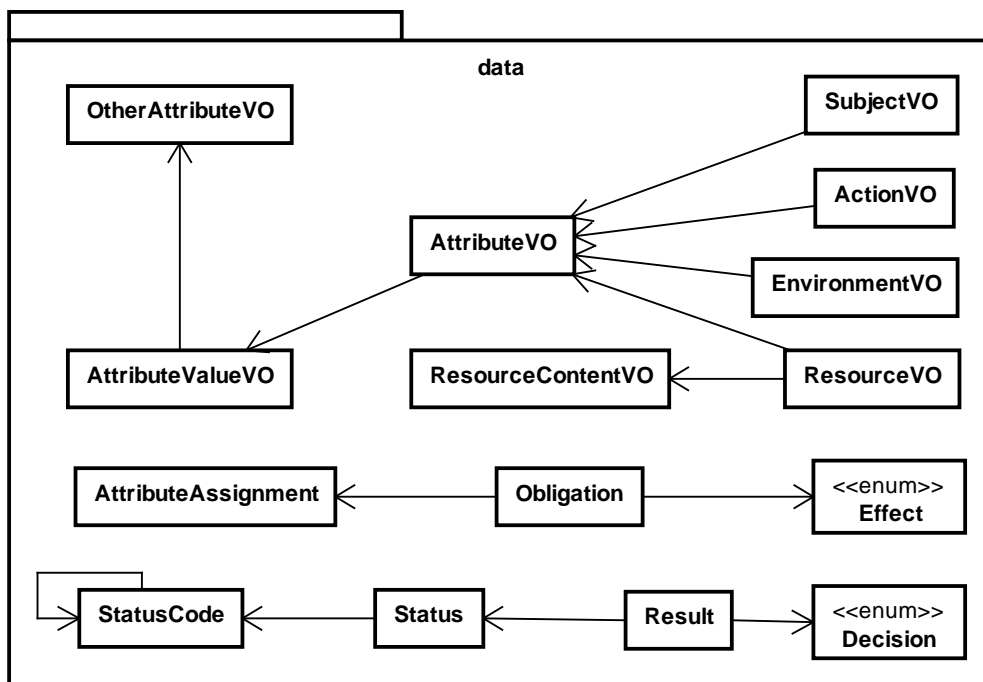 data
OtherAttributeVO
SubjectVO
ActionVO
AttributeVO
EnvironmentVO
AttributeValueVO
ResourceContentVO
ResourceVO
AttributeAssignment
Obligation
<<enum>>
Effect
StatusCode
Status
Result
<<enum>>
Decision